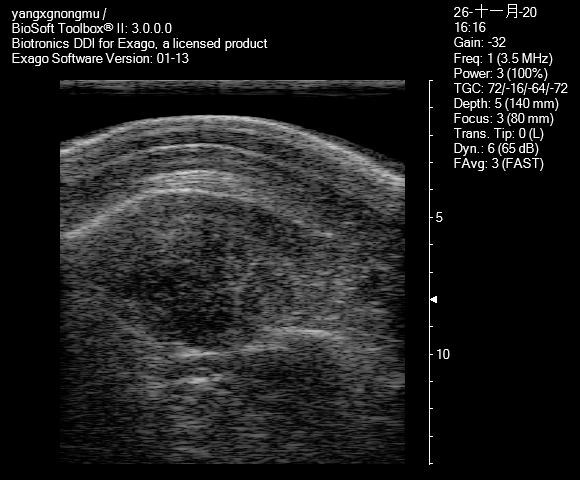 yangxgnongmu /
BioSoft Toolbox® II: 3.0.0.0
Biotronics DDI for Exago, a licensed product
Exago Software Version: 01-13
26-十一月-20
16:16
Gain: -32
Freq: 1 (3.5 MHz)
Power: 3 (100%)
TGC: 72/-16/-64/-72
Depth: 5 (140 mm)
Focus: 3 (80 mm)
Trans. Tip: 0 (L)
Dyn.: 6 (65 dB)
FAvg: 3 (FAST)
5
10